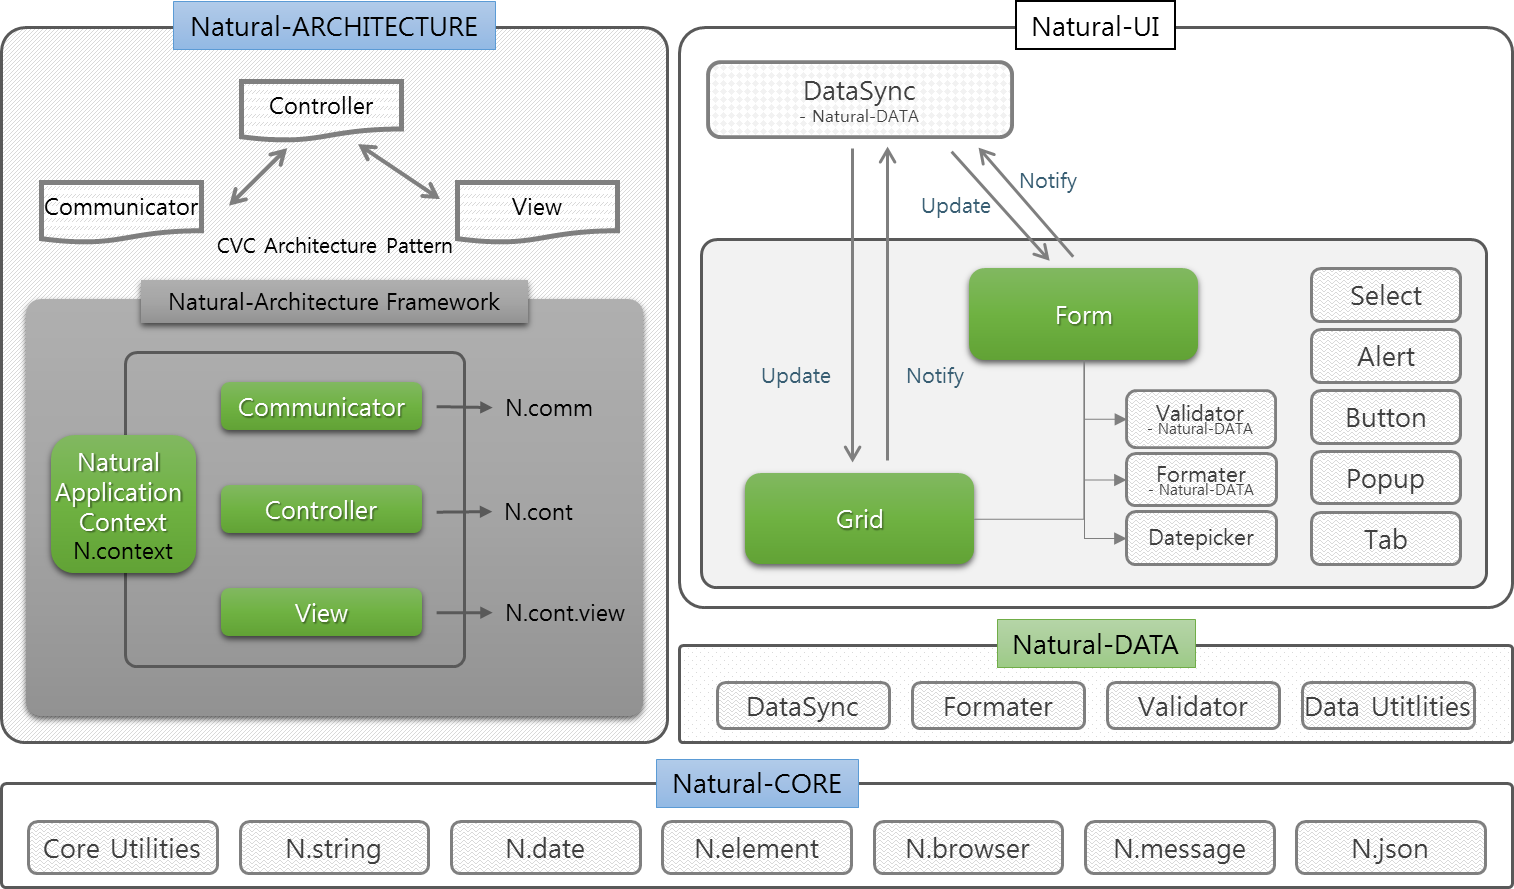 Natural-ARCHITECTURE
Controller
Communicator
View
CVC Architecture Pattern
Natural-Architecture Framework
Natural
Application
Context
N.context
Communicator
N.comm
Controller
N.cont
View
N.cont.view
Natural-UI
DataSync
- Natural-DATA
Notify
Update
Update
Notify
Form
Grid
Validator
- Natural-DATA
Formater
- Natural-DATA
Datepicker
Select
Alert
Button
Popup
Tab
Natural-DATA
DataSync
Formater
Validator
Data Utitlities
Natural-CORE
Core Utilities
N.string
N.date
N.element
N.browser
N.message
N.json